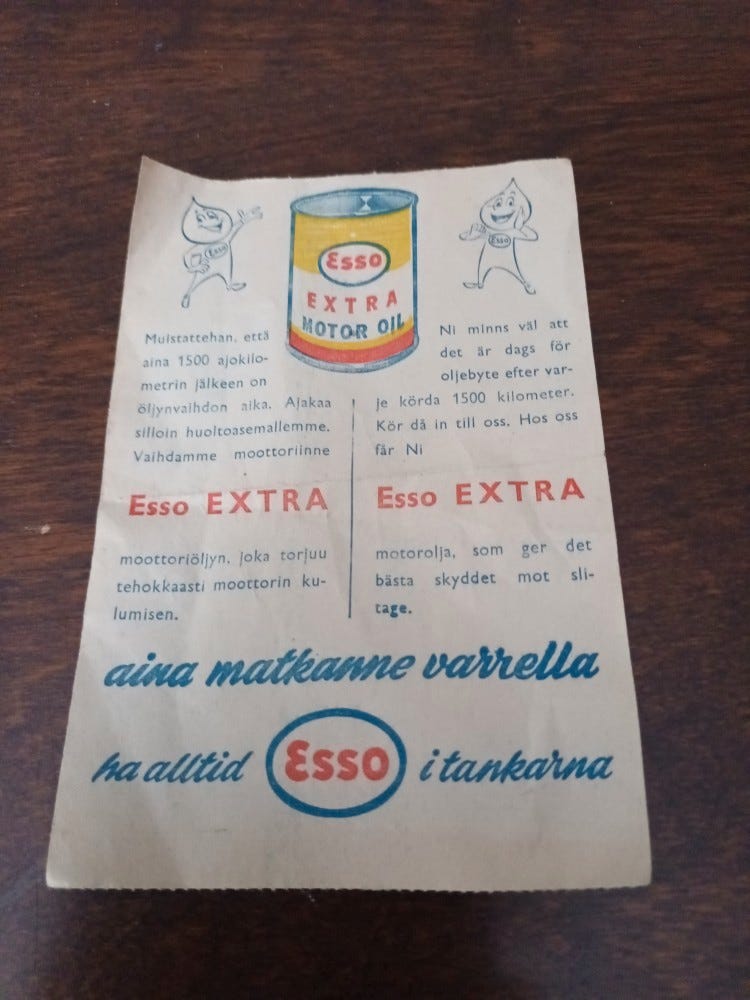 Esso
Esso
Esso
EXTRA
MOTOR OIL
Muistattehan, että
aina 1500 ajokilo-
metrin jälkeen on
öljynvaihdon aika. Ajakaa
silloin huoltoasemallemme.
Vaihdamme moottoriinne
Esso EXTRA
moottoriöljyn, joka torjuu
tehokkaasti moottorin ku-
lumisen.
Ni minns väl att
det är dags för
oljebyte efter var-
je körda 1500 kilometer.
Kör då in till oss. Hos oss
får Ni
Esso EXTRA
motorolja, som ger det
bästa skyddet mot sli-
tage.
aina matkanne varrella
ha alltid Esso i tankarna